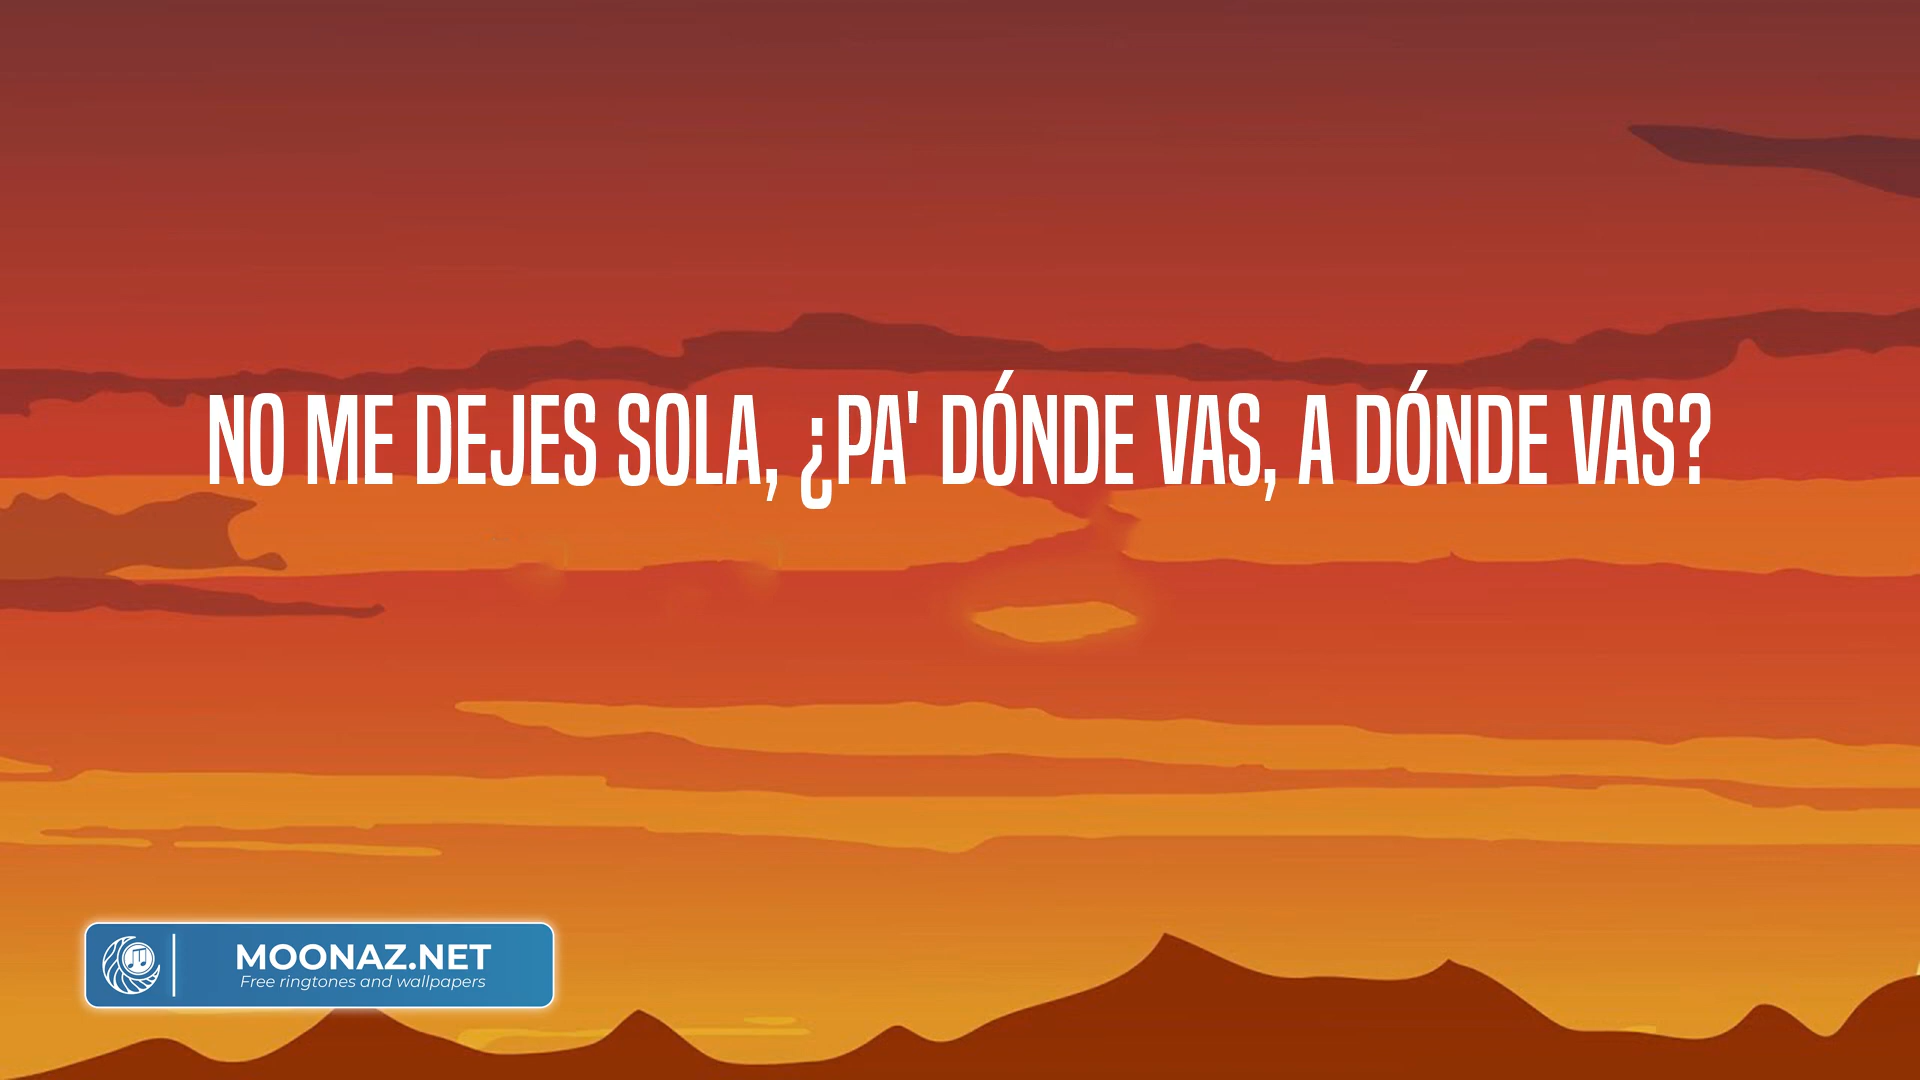 NO ME DEJES SOLA, ¿PA' DÓNDE VAS, A DÓNDE VAS?
MOONAZ.NET
Free ringtones and wallpapers